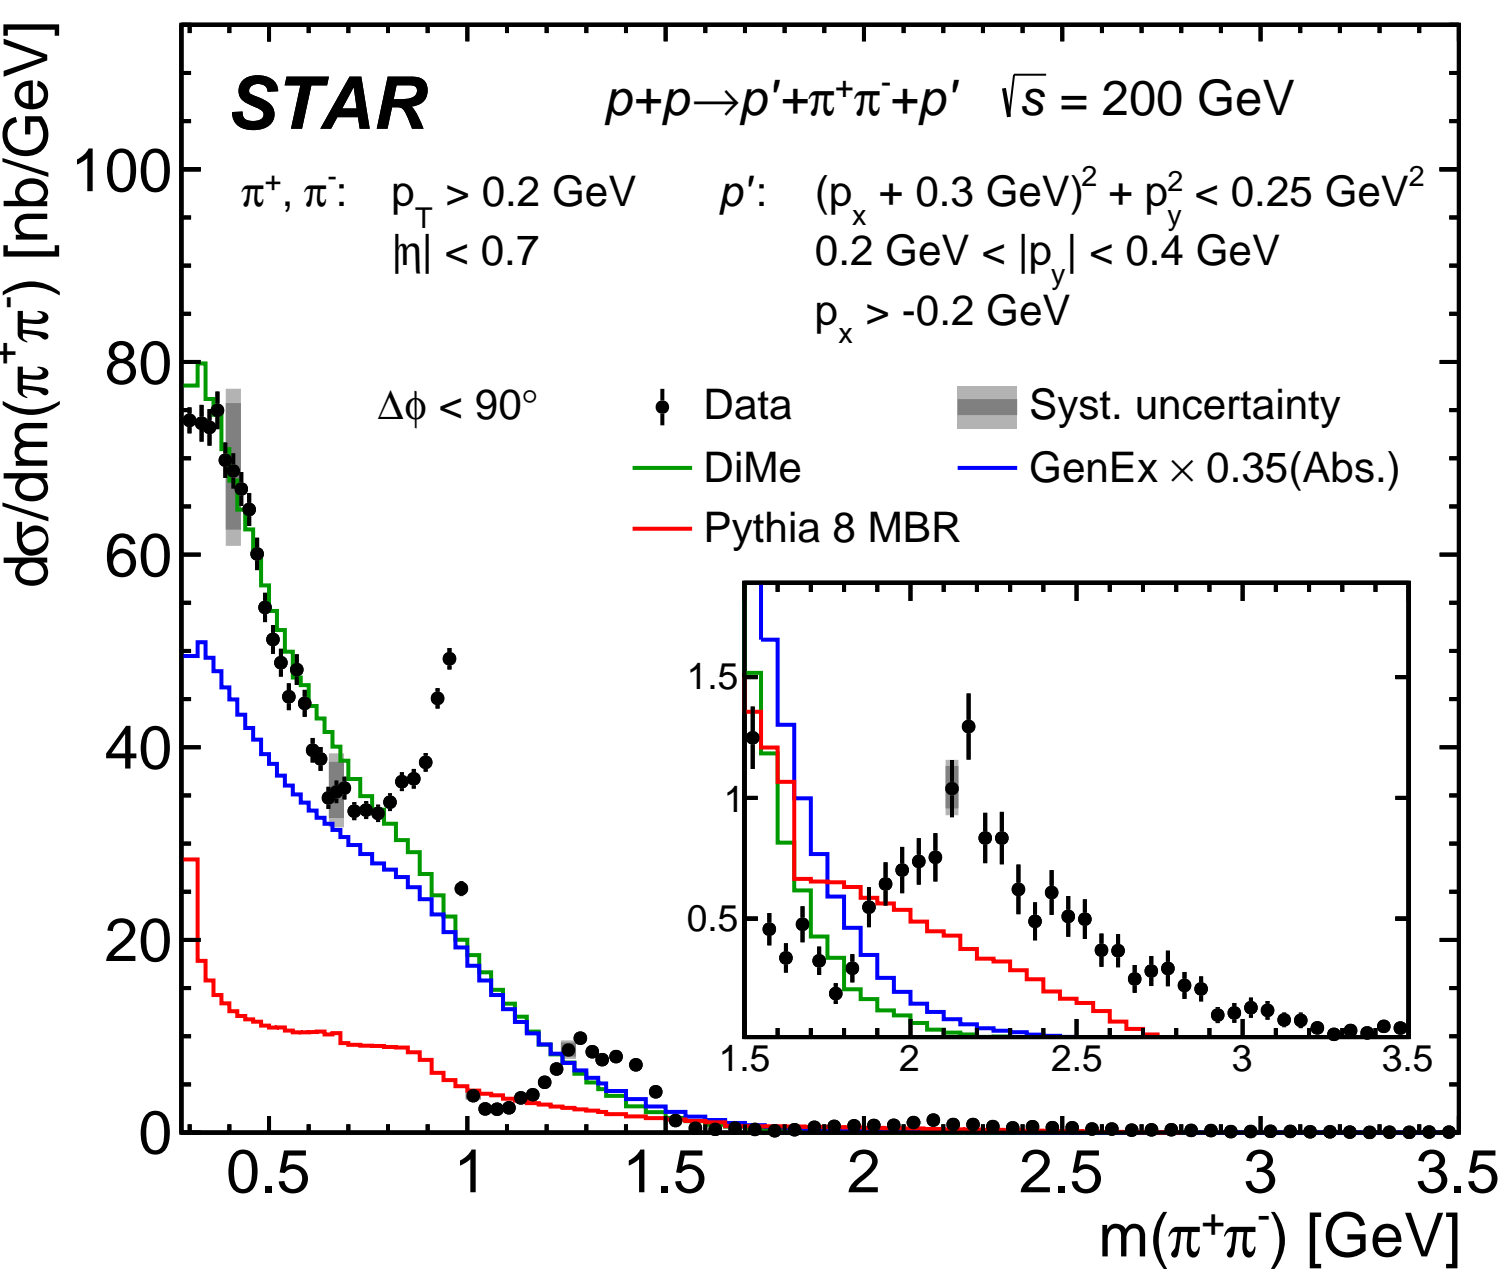 dσ/dm(π⁺π⁻) [nb/GeV]
STAR
p+p→p′+π⁺π⁻+p′ √s = 200 GeV
π⁺, π⁻: p_T > 0.2 GeV
|η| < 0.7
p′: (p_x + 0.3 GeV)² + p_y² < 0.25 GeV²
0.2 GeV < |p_y| < 0.4 GeV
p_x > -0.2 GeV
Δϕ < 90°
Data
Syst. uncertainty
DiMe
GenEx × 0.35(Abs.)
Pythia 8 MBR
100
80
60
40
20
0
1.5
1
0.5
1.5 2 2.5 3 3.5
0.5 1 1.5 2 2.5 3 3.5
m(π⁺π⁻) [GeV]